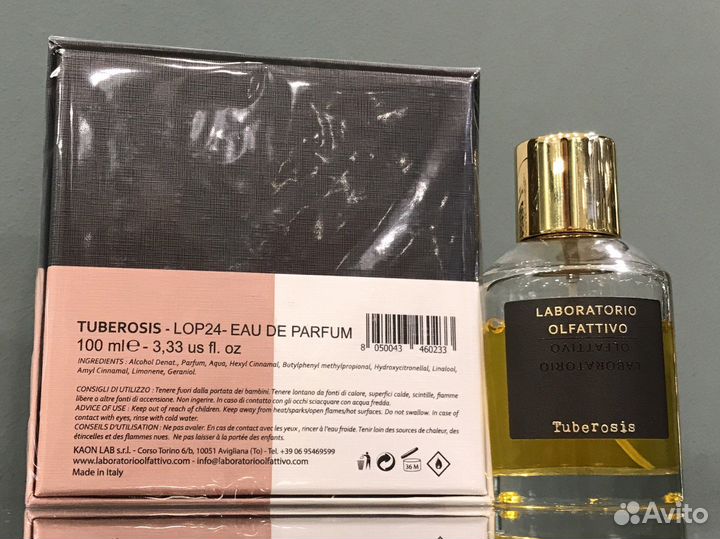 TUBEROSIS - LOP24- EAU DE PARFUM
100 ml℮ - 3,33 us fl. oz
8 050043 460233
INGREDIENTS : Alcohol Denat., Parfum, Aqua, Hexyl Cinnamal, Butylphenyl methylpropional, Hydroxycitronellal, Linalool,
Amyl Cinnamal, Limonene, Geraniol.
CONSIGLI DI UTILIZZO : Tenere fuori dalla portata dei bambini. Tenere lontano da fonti di calore, superfici calde, scintille, fiamme
libere a altre fonti di accensione. Non ingerire. In caso di contatto con gli occhi sciacquare con acqua fredda.
ADVICE OF USE : Keep out of reach of children. Keep away from heat/sparks/open flames/hot surfaces. Do not swallow. In case of
contact with eyes, rinse with cold water.
CONSEILS D'UTILISATION : Ne pas avaler. En cas de contact avec les yeux , rincer à l'eau froide. Tenir loin des sources de chaleur, des
étincelles et des flammes nues. Ne pas laisser à la portée des enfants.
KAON LAB s.r.l. - Corso Torino 6/b, 10051 Avigliana (To) - Tel. +39 06 95469599
www.laboratorioolfattivo.com - info@laboratorioolfattivo.com
Made in Italy
36 M
LABORATORIO
OLFATTIVO
OLFATTIVO
LABORATORIO
Tuberosis
Avito